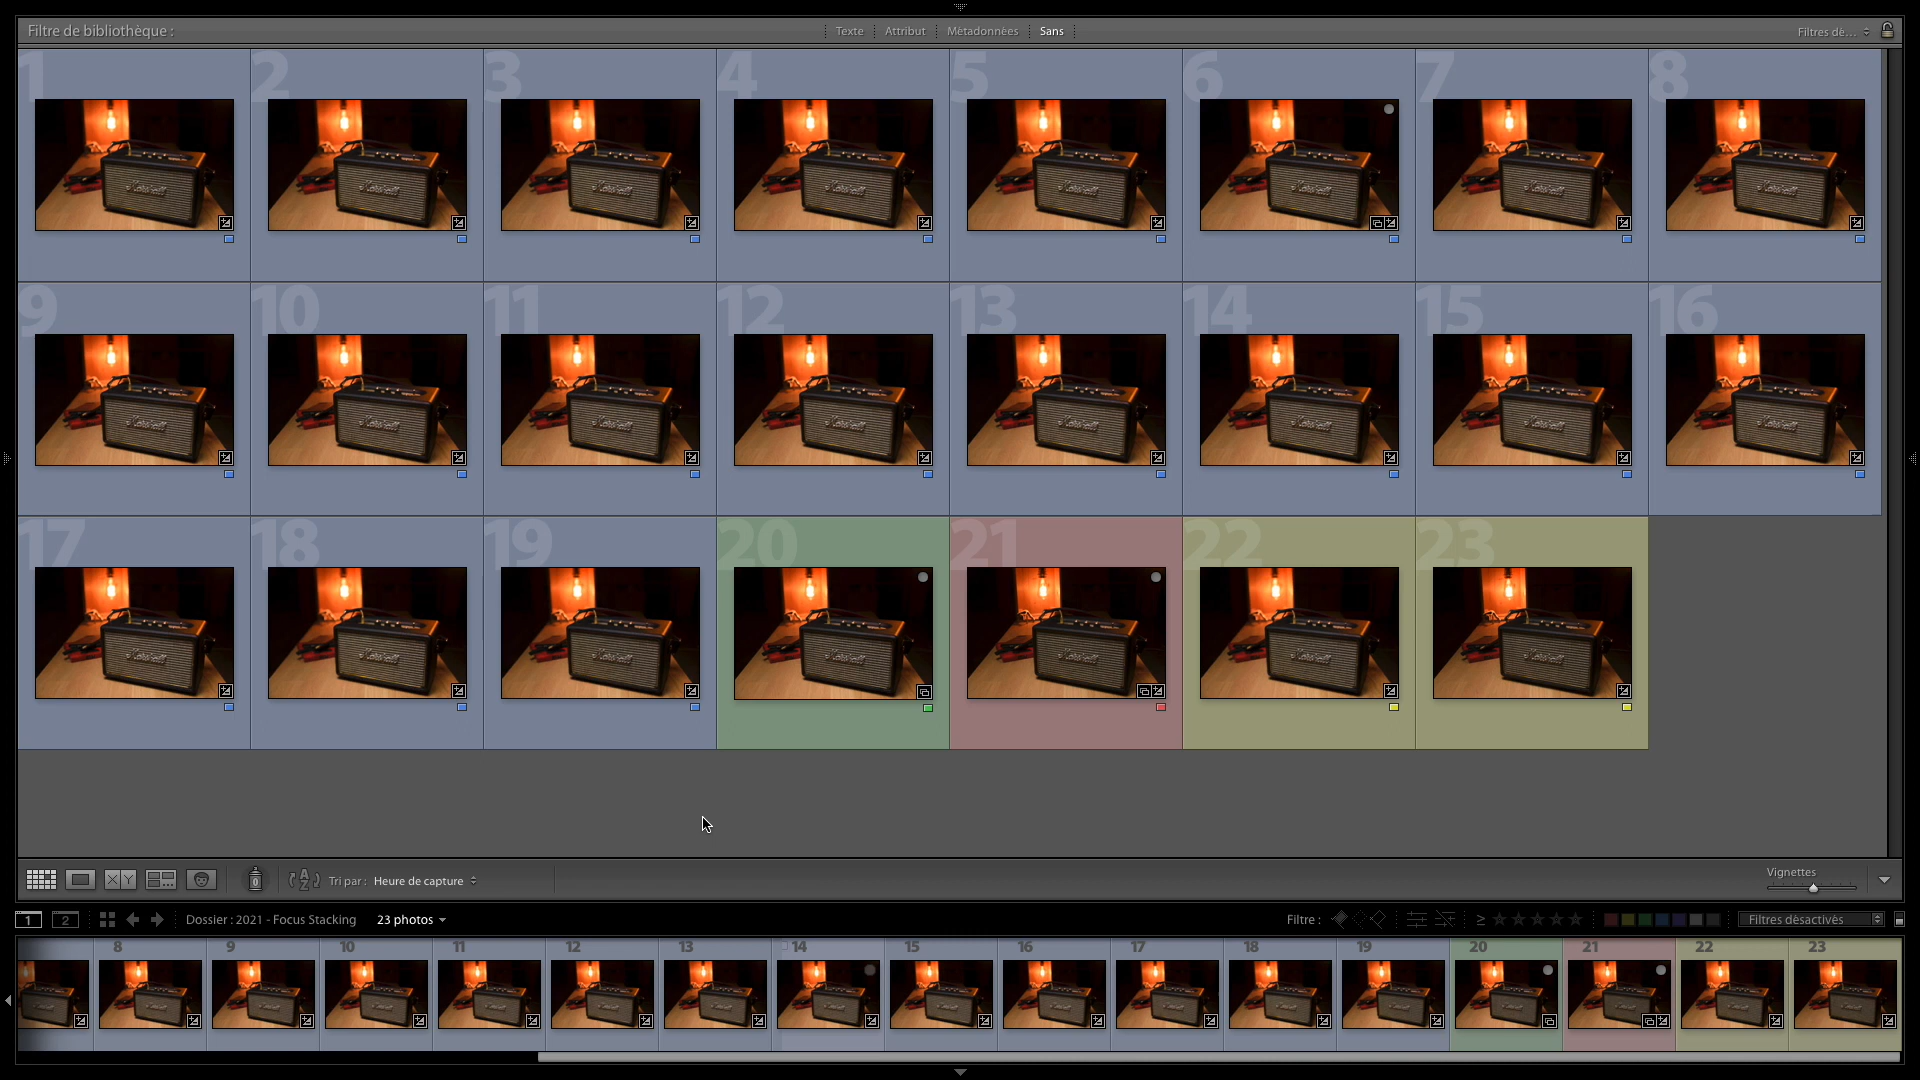 Filtre de bibliothèque :
Texte
Attribut
Métadonnées
Sans
Filtres dé...
1 2 3 4 5 6 7 8
9 10 11 12 13 14 15 16
17 18 19 20 21 22 23
Marshall
XY
Tri par : Heure de capture
Vignettes
1 2
Dossier : 2021 - Focus Stacking
23 photos
Filtre :
≥
Filtres désactivés
8 9 10 11 12 13 14 15 16 17 18 19 20 21 22 23